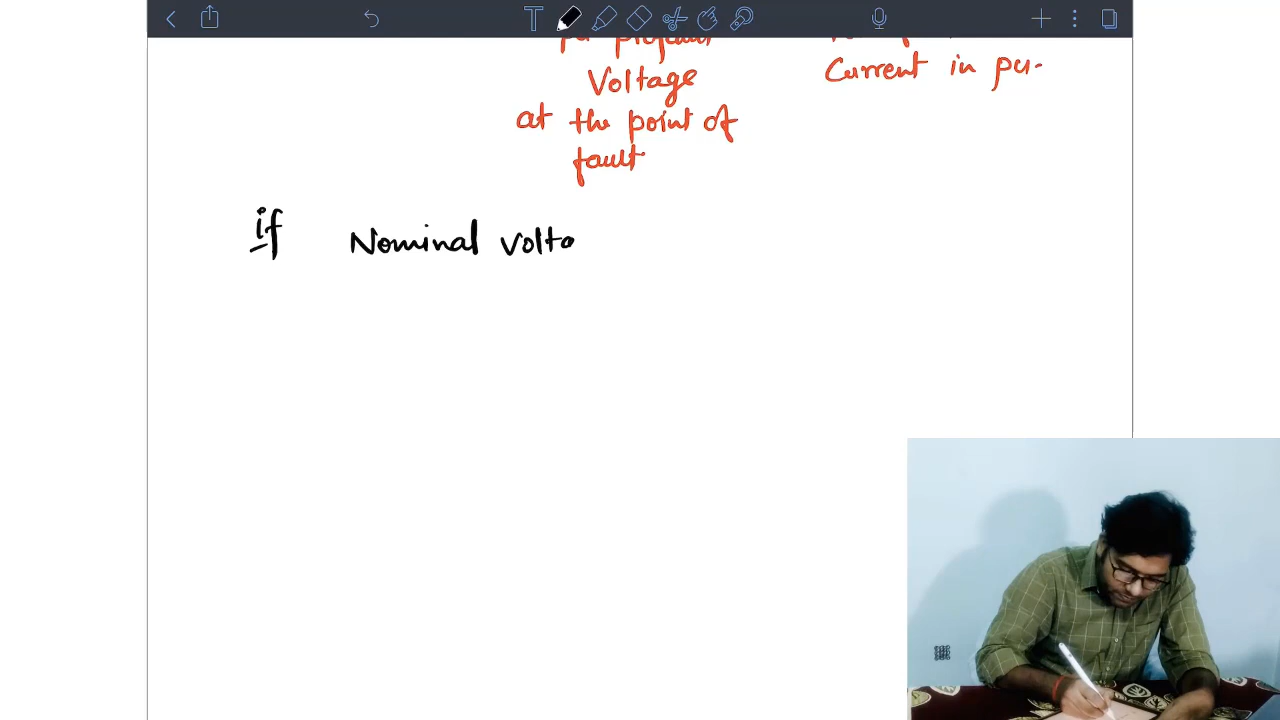 Voltage
Current in pu.
at the point of
fault
if Nominal volta